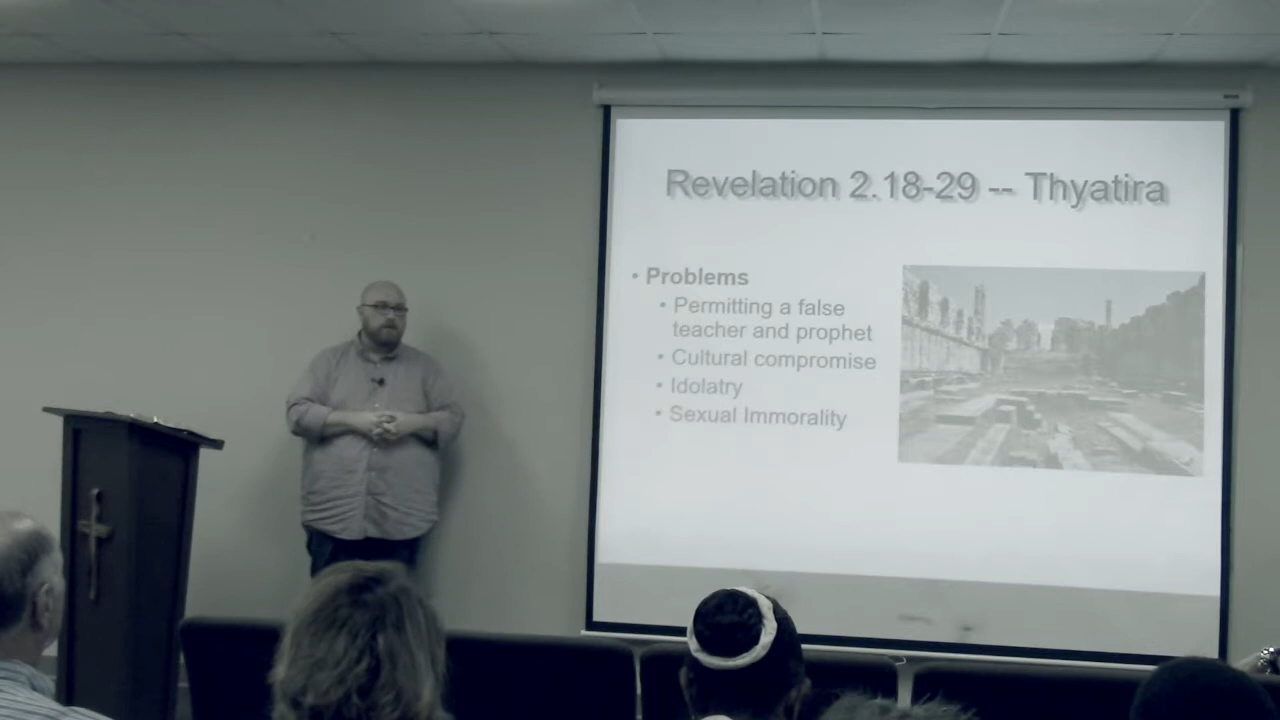 Revelation 2.18-29 -- Thyatira
• Problems
• Permitting a false
teacher and prophet
• Cultural compromise
• Idolatry
• Sexual Immorality